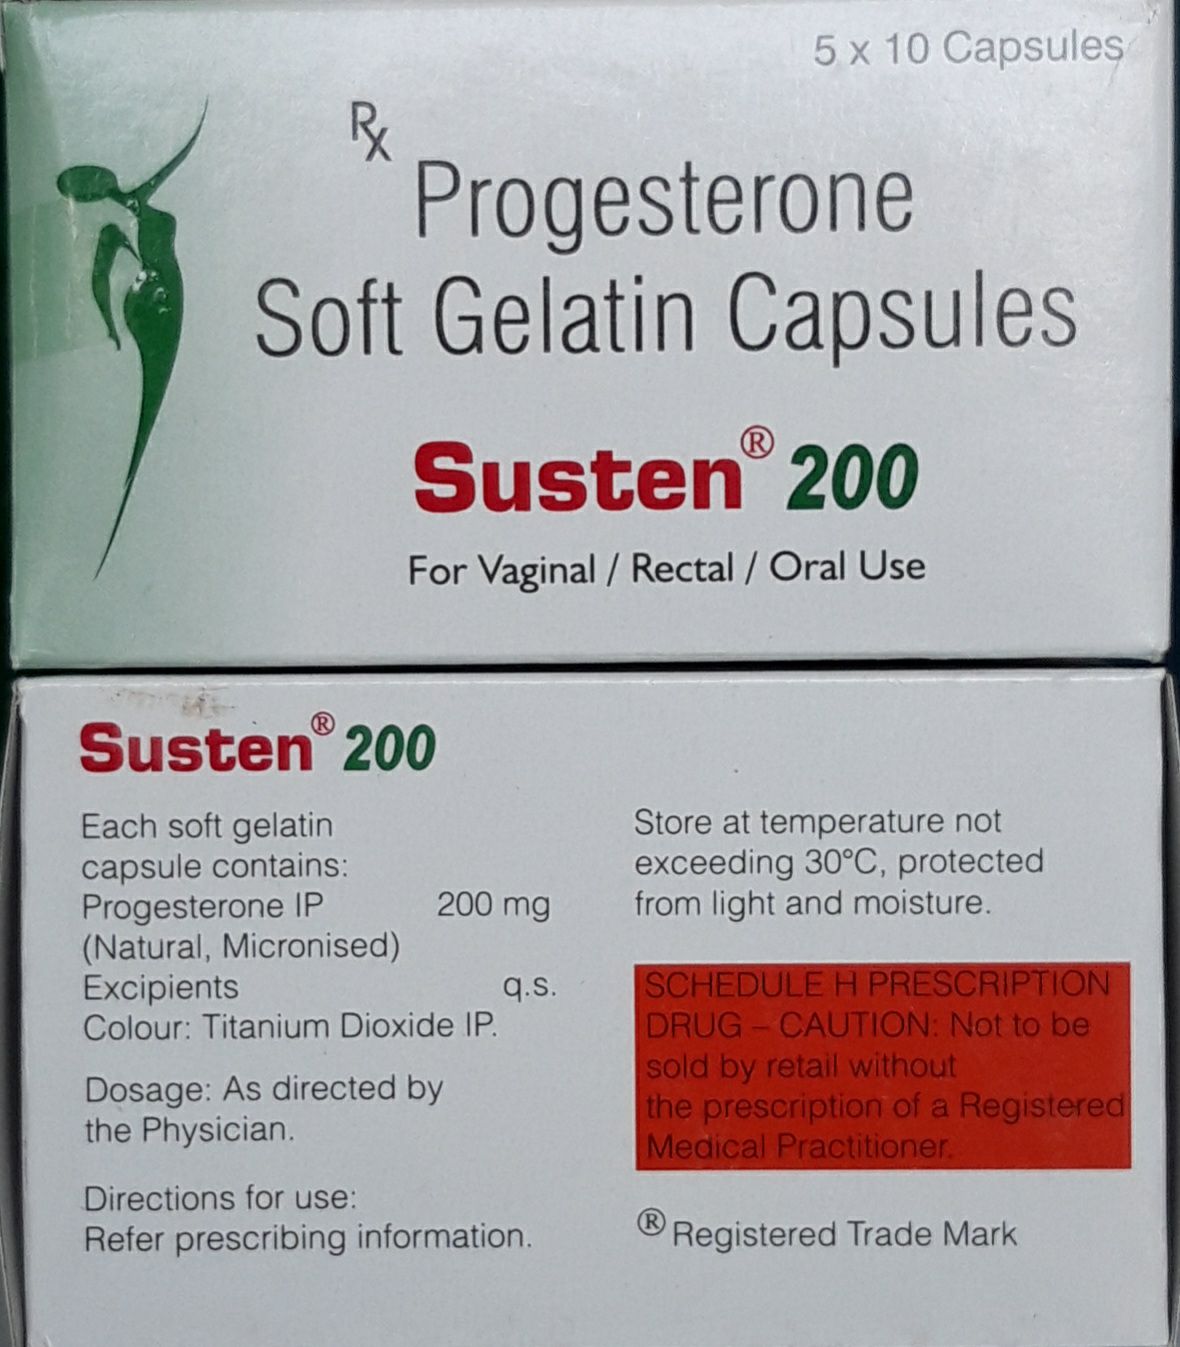 5 x 10 Capsules
Rx
Progesterone
Soft Gelatin Capsules
Susten® 200
For Vaginal / Rectal / Oral Use
Susten® 200
Each soft gelatin
capsule contains:
Progesterone IP 200 mg
(Natural, Micronised)
Excipients q.s.
Colour: Titanium Dioxide IP.
Dosage: As directed by
the Physician.
Directions for use:
Refer prescribing information.
Store at temperature not
exceeding 30°C, protected
from light and moisture.
SCHEDULE H PRESCRIPTION
DRUG – CAUTION: Not to be
sold by retail without
the prescription of a Registered
Medical Practitioner.
® Registered Trade Mark